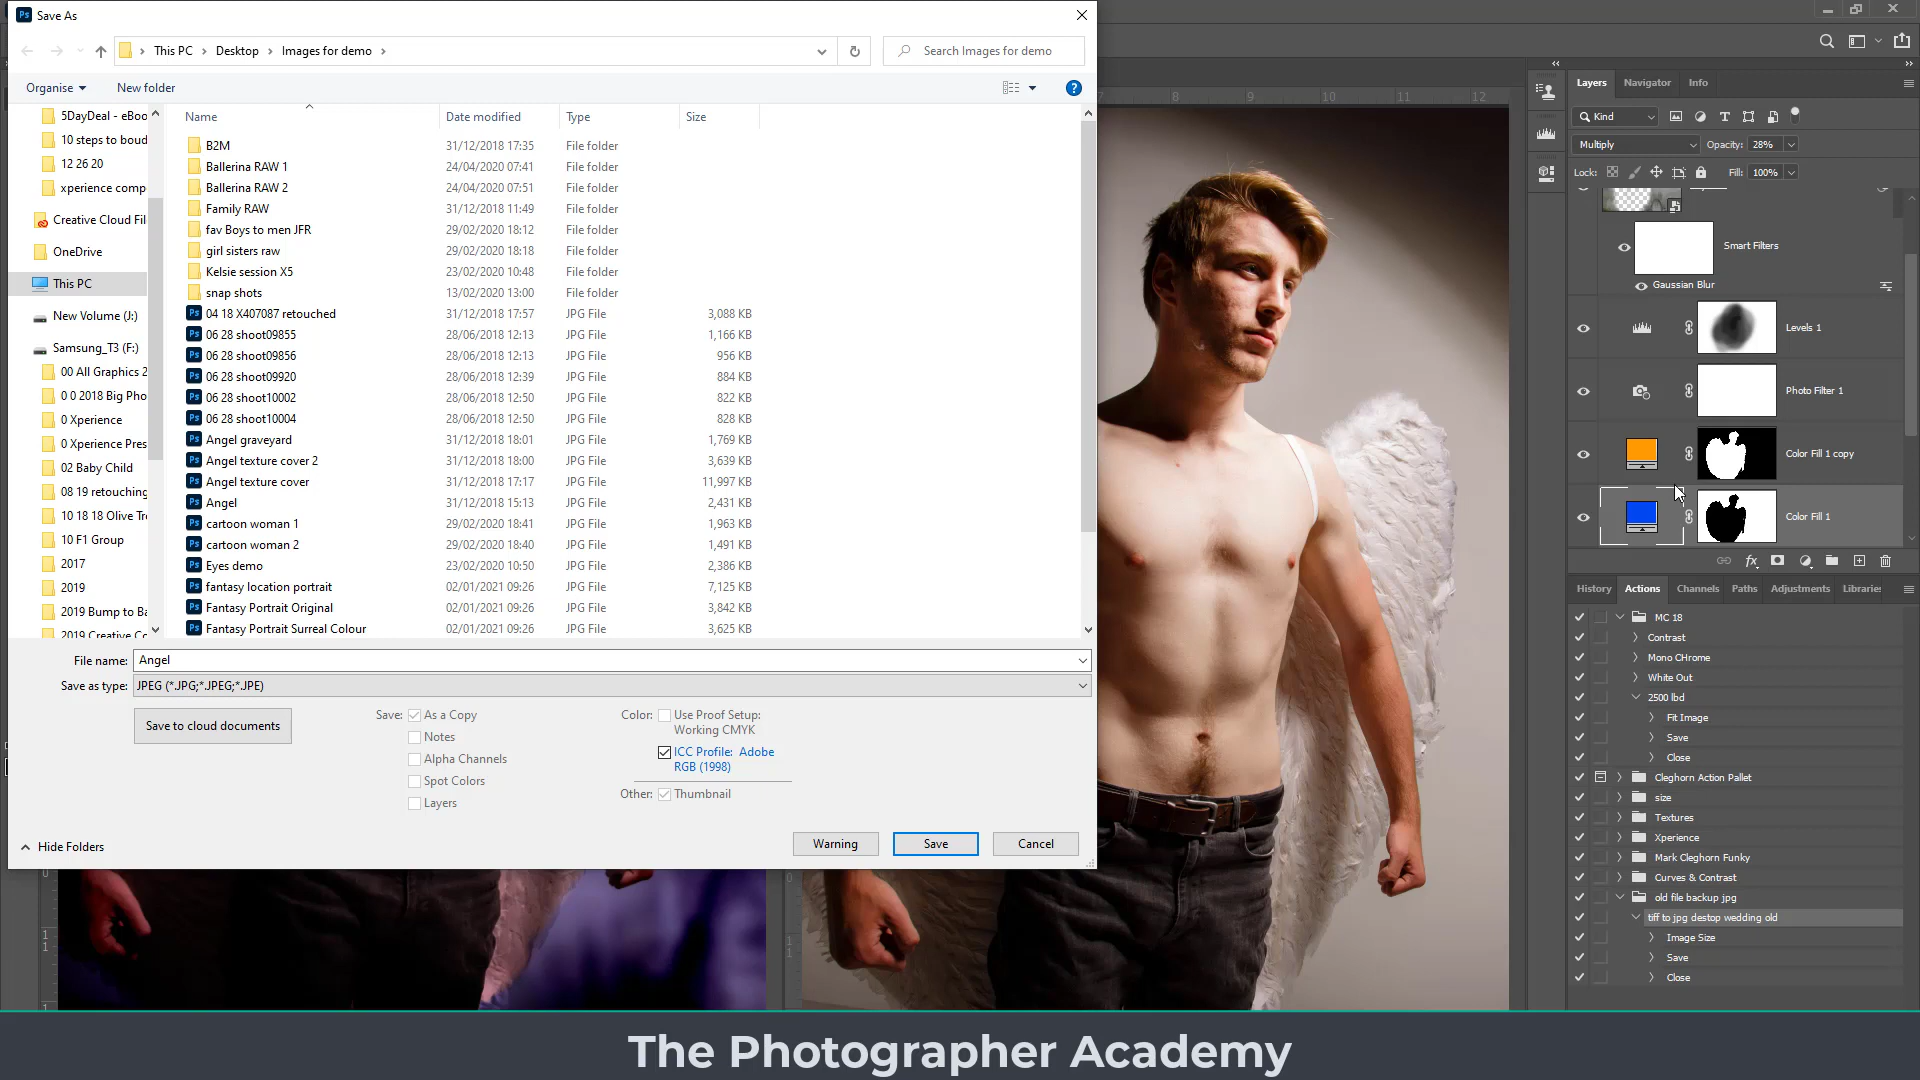 Save As
This PC
Desktop
Images for demo
Search Images for demo
Organise
New folder
5DayDeal - eBoo
10 steps to boud
12 26 20
xperience comp
Creative Cloud Fil
OneDrive
This PC
New Volume (J:)
Samsung_T3 (F:)
00 All Graphics 2
0 0 2018 Big Pho
0 Xperience
0 Xperience Pres
02 Baby Child
08 19 retouching
10 18 18 Olive Tr
10 F1 Group
2017
2019
2019 Bump to Ba
2019 Creative Co
Name Date modified Type Size
B2M 31/12/2018 17:35 File folder
Ballerina RAW 1 24/04/2020 07:41 File folder
Ballerina RAW 2 24/04/2020 07:51 File folder
Family RAW 31/12/2018 11:49 File folder
fav Boys to men JFR 29/02/2020 18:12 File folder
girl sisters raw 29/02/2020 18:18 File folder
Kelsie session X5 23/02/2020 10:48 File folder
snap shots 13/02/2020 13:00 File folder
04 18 X407087 retouched 31/12/2018 17:57 JPG File 3,088 KB
06 28 shoot09855 28/06/2018 12:13 JPG File 1,166 KB
06 28 shoot09856 28/06/2018 12:13 JPG File 956 KB
06 28 shoot09920 28/06/2018 12:39 JPG File 884 KB
06 28 shoot10002 28/06/2018 12:50 JPG File 822 KB
06 28 shoot10004 28/06/2018 12:50 JPG File 828 KB
Angel graveyard 31/12/2018 18:01 JPG File 1,769 KB
Angel texture cover 2 31/12/2018 18:00 JPG File 3,639 KB
Angel texture cover 31/12/2018 17:17 JPG File 11,997 KB
Angel 31/12/2018 15:13 JPG File 2,431 KB
cartoon woman 1 29/02/2020 18:41 JPG File 1,963 KB
cartoon woman 2 29/02/2020 18:40 JPG File 1,491 KB
Eyes demo 23/02/2020 10:50 JPG File 2,386 KB
fantasy location portrait 02/01/2021 09:26 JPG File 7,125 KB
Fantasy Portrait Original 02/01/2021 09:26 JPG File 3,842 KB
Fantasy Portrait Surreal Colour 02/01/2021 09:26 JPG File 3,625 KB
File name: Angel
Save as type: JPEG (*.JPG;*.JPEG;*.JPE)
Save to cloud documents
Save: As a Copy
Notes
Alpha Channels
Spot Colors
Layers
Color: Use Proof Setup:
Working CMYK
ICC Profile: Adobe
RGB (1998)
Other: Thumbnail
Hide Folders
Warning
Save
Cancel
7 8 9 10 11 12
Layers Navigator Info
Kind
Multiply Opacity: 28%
Lock: Fill: 100%
Smart Filters
Gaussian Blur
Levels 1
Photo Filter 1
Color Fill 1 copy
Color Fill 1
History Actions Channels Paths Adjustments Libraries
MC 18
Contrast
Mono CHrome
White Out
2500 lbd
Fit Image
Save
Close
Cleghorn Action Pallet
size
Textures
Xperience
Mark Cleghorn Funky
Curves & Contrast
old file backup jpg
tiff to jpg destop wedding old
Image Size
Save
Close
The Photographer Academy